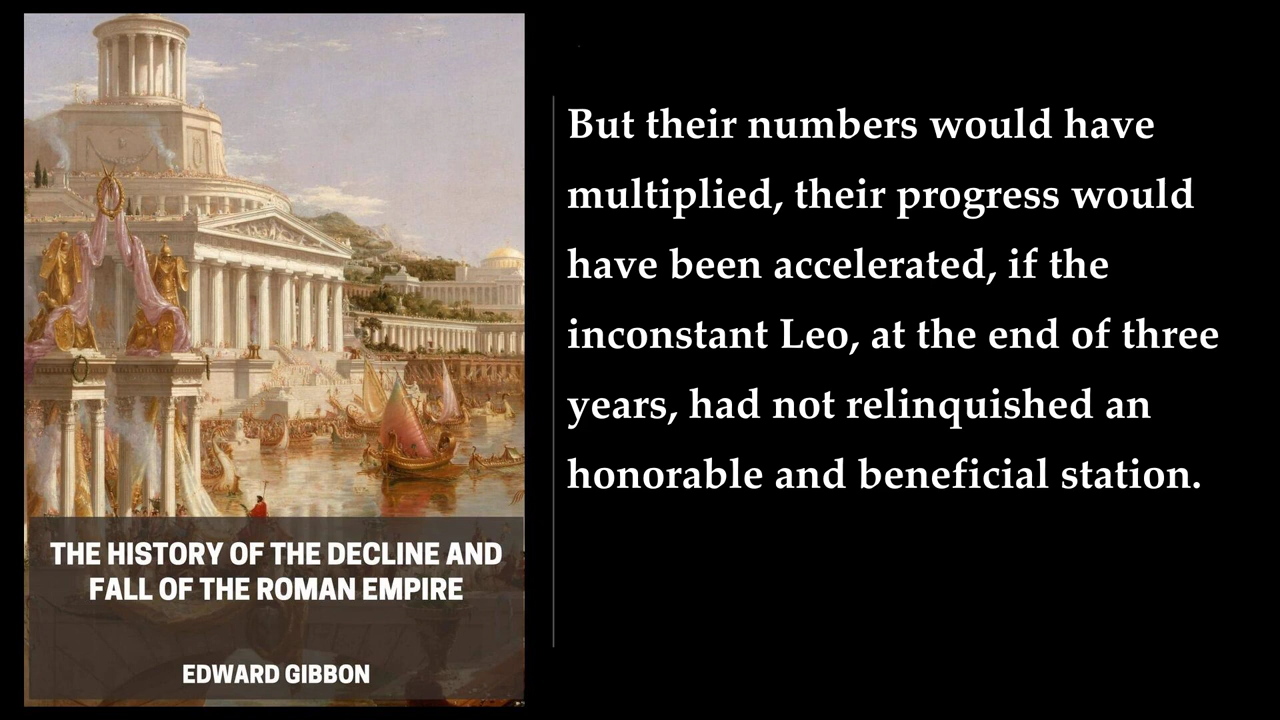 But their numbers would have
multiplied, their progress would
have been accelerated, if the
inconstant Leo, at the end of three
years, had not relinquished an
honorable and beneficial station.
THE HISTORY OF THE DECLINE AND
FALL OF THE ROMAN EMPIRE
EDWARD GIBBON